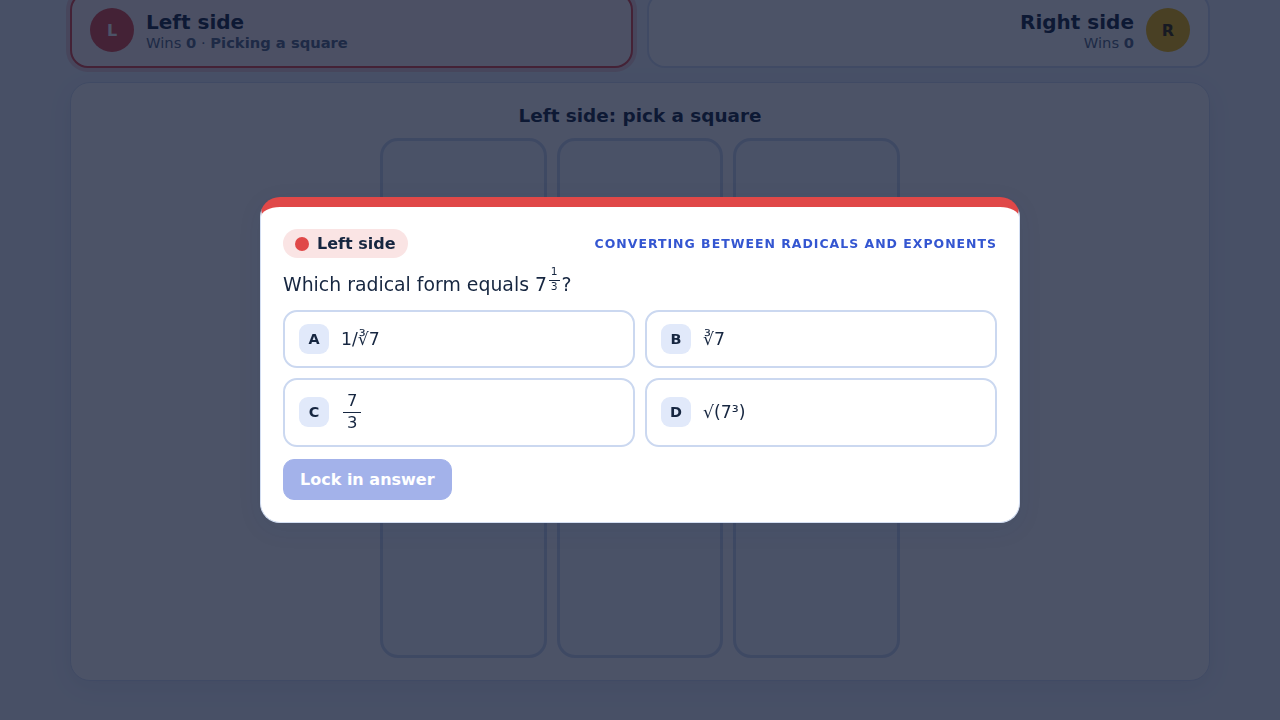 L
Left side
Wins 0 · Picking a square
Right side
Wins 0
R
Left side: pick a square
Left side
CONVERTING BETWEEN RADICALS AND EXPONENTS
Which radical form equals 7^(1/3)?
A 1/∛7
B ∛7
C 7/3
D √(7³)
Lock in answer